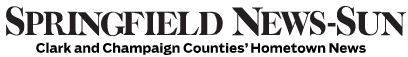 SPRINGFIELD NEWS-SUN
Clark and Champaign Counties' Hometown News